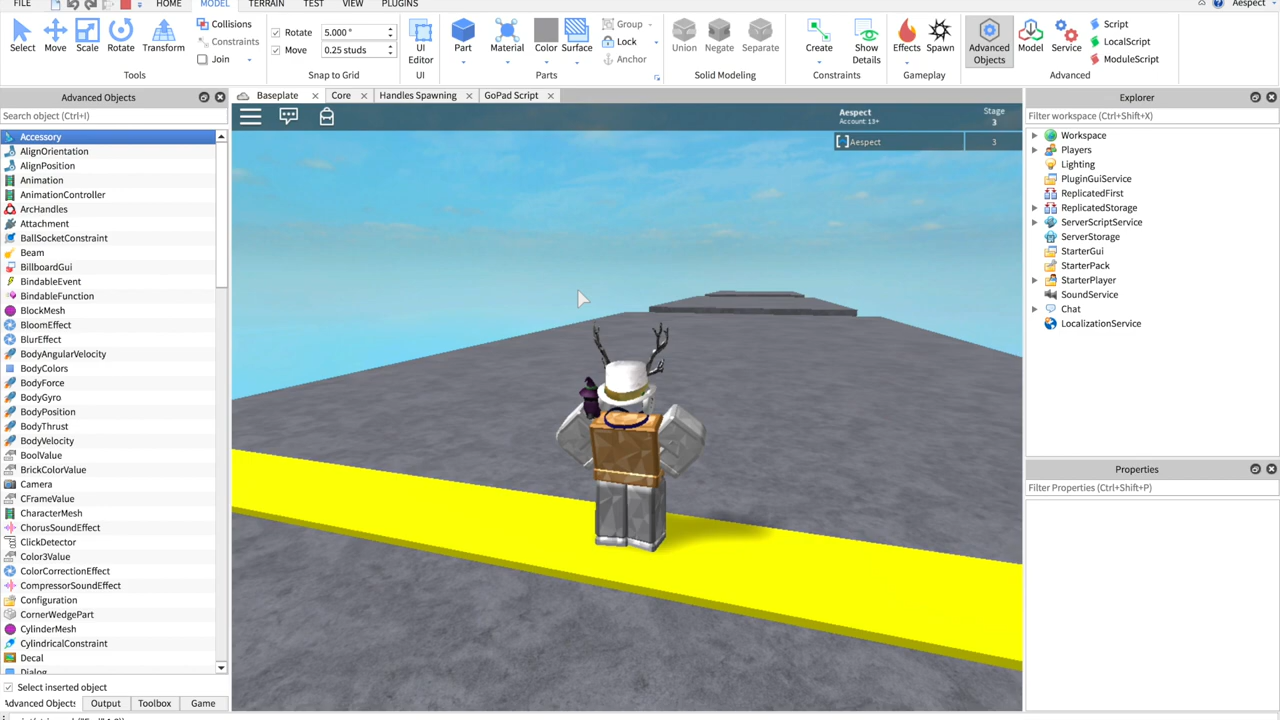 FILE HOME MODEL TERRAIN TEST VIEW PLUGINS Aespect
Select Move Scale Rotate Transform
Collisions
Constraints
Join
Tools
Rotate 5.000 °
Move 0.25 studs
Snap to Grid
UI Editor
UI
Part Material Color Surface
Group
Lock
Anchor
Parts
Union Negate Separate
Solid Modeling
Create Show Details
Constraints
Effects Spawn
Gameplay
Advanced Objects Model Service
Script
LocalScript
ModuleScript
Advanced
Advanced Objects
Search object (Ctrl+I)
Accessory
AlignOrientation
AlignPosition
Animation
AnimationController
ArcHandles
Attachment
BallSocketConstraint
Beam
BillboardGui
BindableEvent
BindableFunction
BlockMesh
BloomEffect
BlurEffect
BodyAngularVelocity
BodyColors
BodyForce
BodyGyro
BodyPosition
BodyThrust
BodyVelocity
BoolValue
BrickColorValue
Camera
CFrameValue
CharacterMesh
ChorusSoundEffect
ClickDetector
Color3Value
ColorCorrectionEffect
CompressorSoundEffect
Configuration
CornerWedgePart
CylinderMesh
CylindricalConstraint
Decal
Dialog
Select inserted object
Advanced Objects Output Toolbox Game
Baseplate Core Handles Spawning GoPad Script
Aespect
Account: 13+
Stage
3
Aespect 3
Explorer
Filter workspace (Ctrl+Shift+X)
Workspace
Players
Lighting
PluginGuiService
ReplicatedFirst
ReplicatedStorage
ServerScriptService
ServerStorage
StarterGui
StarterPack
StarterPlayer
SoundService
Chat
LocalizationService
Properties
Filter Properties (Ctrl+Shift+P)